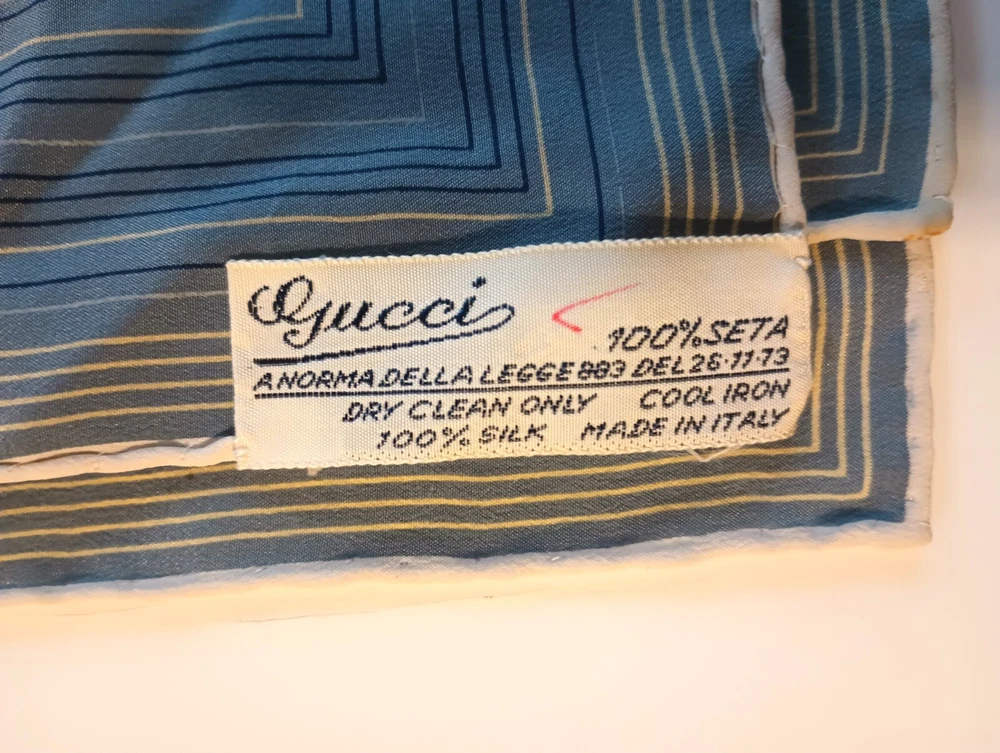 Gucci
100% SETA
A NORMA DELLA LEGGE 883 DEL 26·11·73
DRY CLEAN ONLY COOL IRON
100% SILK MADE IN ITALY